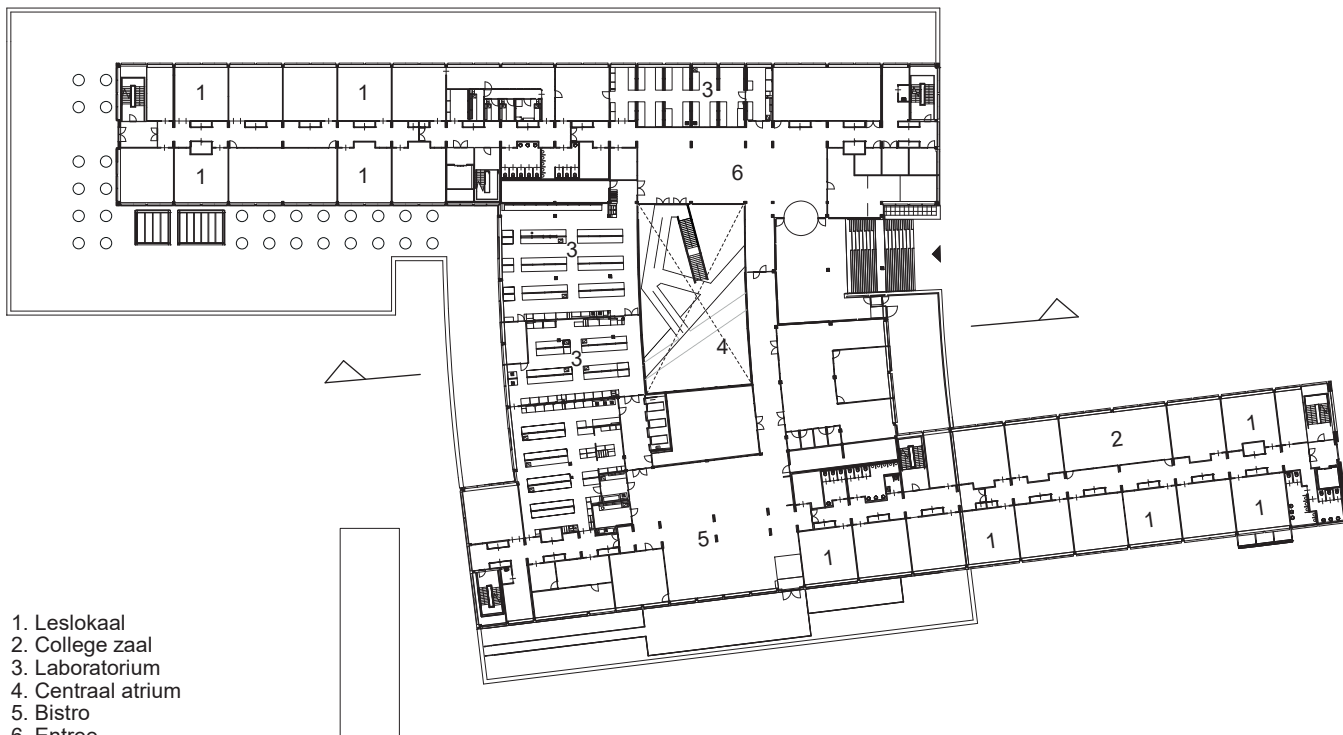 1
1
3
1
1
6
3
4
3
1
2
1
1
5
1
1
1. Leslokaal
2. College zaal
3. Laboratorium
4. Centraal atrium
5. Bistro
6. Entree